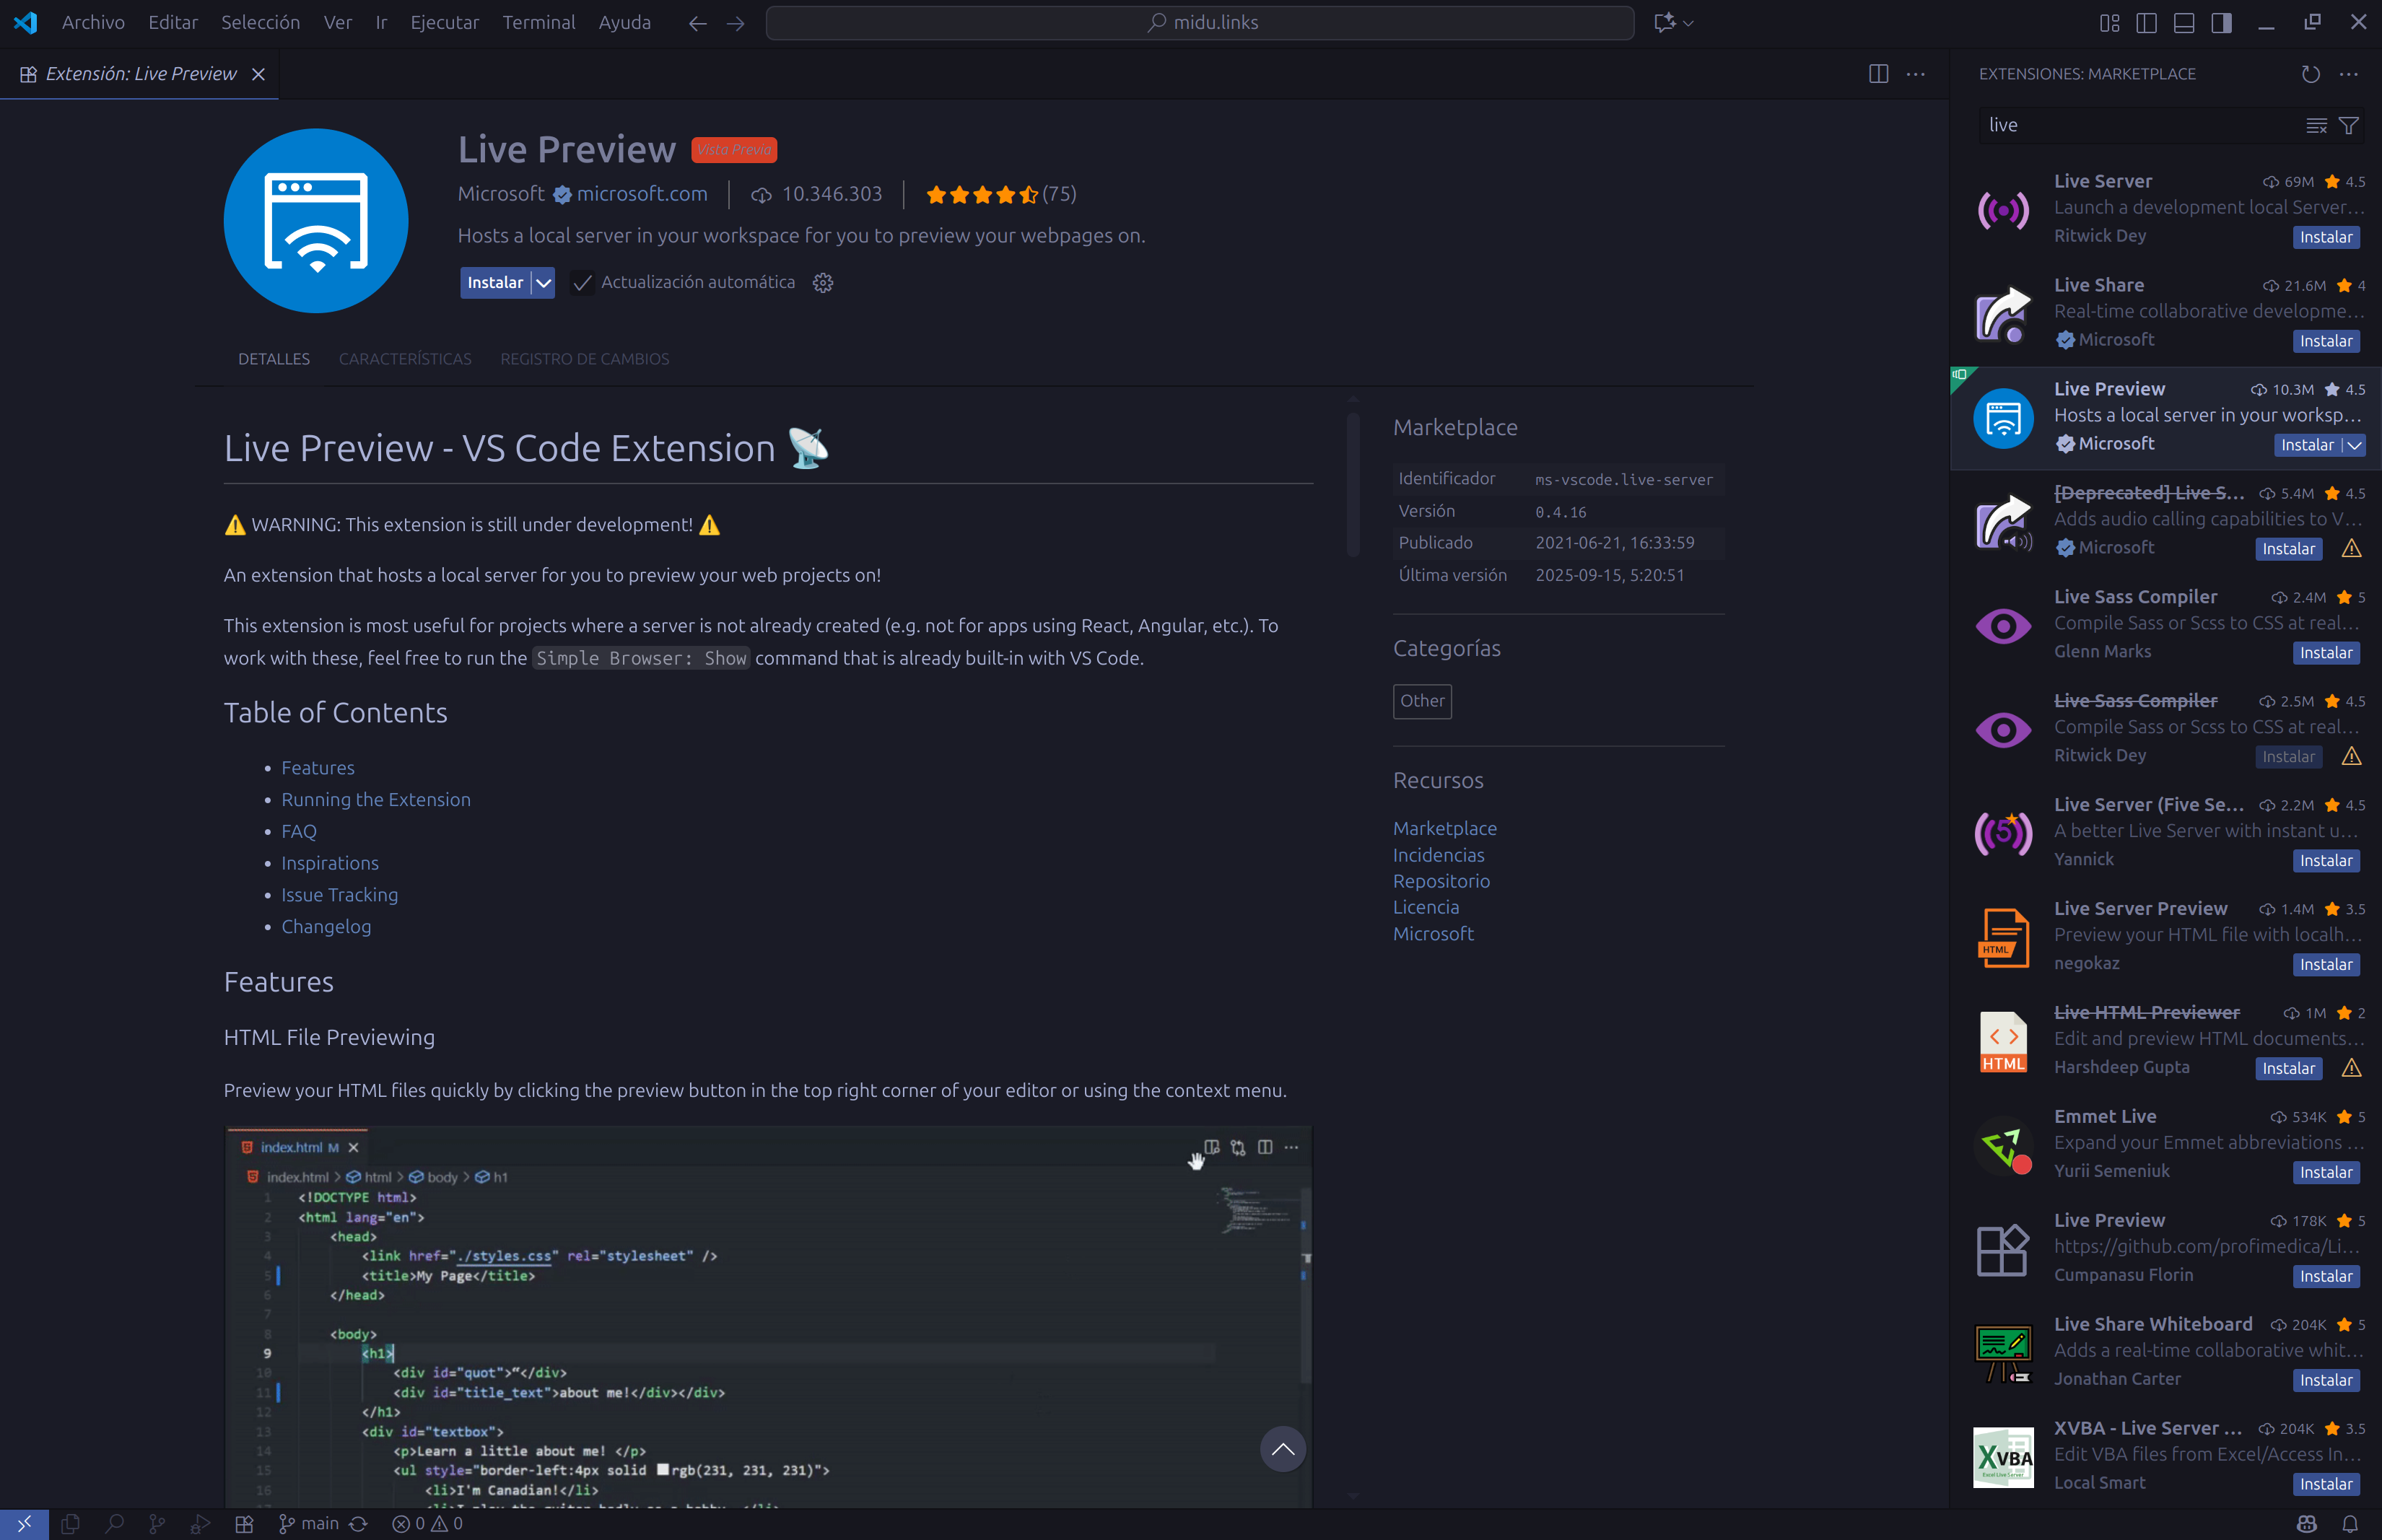 Archivo Editar Selección Ver Ir Ejecutar Terminal Ayuda
midu.links
Extensión: Live Preview
Live Preview Vista Previa
Microsoft microsoft.com 10.346.303 (75)
Hosts a local server in your workspace for you to preview your webpages on.
Instalar Actualización automática
DETALLES CARACTERÍSTICAS REGISTRO DE CAMBIOS
Live Preview - VS Code Extension 📡
⚠️ WARNING: This extension is still under development! ⚠️
An extension that hosts a local server for you to preview your web projects on!
This extension is most useful for projects where a server is not already created (e.g. not for apps using React, Angular, etc.). To
work with these, feel free to run the Simple Browser: Show command that is already built-in with VS Code.
Table of Contents
• Features
• Running the Extension
• FAQ
• Inspirations
• Issue Tracking
• Changelog
Features
HTML File Previewing
Preview your HTML files quickly by clicking the preview button in the top right corner of your editor or using the context menu.
index.html M
index.html > html > body > h1
1 <!DOCTYPE html>
2 <html lang="en">
3 <head>
4 <link href="./styles.css" rel="stylesheet" />
5 <title>My Page</title>
6 </head>
7
8 <body>
9 <h1>
10 <div id="quot">“</div>
11 <div id="title_text">about me!</div></div>
12 </h1>
13 <div id="textbox">
14 <p>Learn a little about me! </p>
15 <ul style="border-left:4px solid rgb(231, 231, 231)">
16 <li>I'm Canadian!</li>
Marketplace
Identificador ms-vscode.live-server
Versión 0.4.16
Publicado 2021-06-21, 16:33:59
Última versión 2025-09-15, 5:20:51
Categorías
Other
Recursos
Marketplace
Incidencias
Repositorio
Licencia
Microsoft
EXTENSIONES: MARKETPLACE
live
Live Server 69M 4.5
Launch a development local Server...
Ritwick Dey Instalar
Live Share 21.6M 4
Real-time collaborative developme...
Microsoft Instalar
Live Preview 10.3M 4.5
Hosts a local server in your worksp...
Microsoft Instalar
[Deprecated] Live S... 5.4M 4.5
Adds audio calling capabilities to V...
Microsoft Instalar
Live Sass Compiler 2.4M 5
Compile Sass or Scss to CSS at real...
Glenn Marks Instalar
Live Sass Compiler 2.5M 4.5
Compile Sass or Scss to CSS at real...
Ritwick Dey Instalar
5
Live Server (Five Se... 2.2M 4.5
A better Live Server with instant u...
Yannick Instalar
HTML
Live Server Preview 1.4M 3.5
Preview your HTML file with localh...
negokaz Instalar
HTML
Live HTML Previewer 1M 2
Edit and preview HTML documents...
Harshdeep Gupta Instalar
Emmet Live 534K 5
Expand your Emmet abbreviations ...
Yurii Semeniuk Instalar
Live Preview 178K 5
https://github.com/profimedica/Li...
Cumpanasu Florin Instalar
Live Share Whiteboard 204K 5
Adds a real-time collaborative whit...
Jonathan Carter Instalar
XVBA
Excel Live Server
XVBA - Live Server ... 204K 3.5
Edit VBA files from Excel/Access In...
Local Smart Instalar
main 0 0